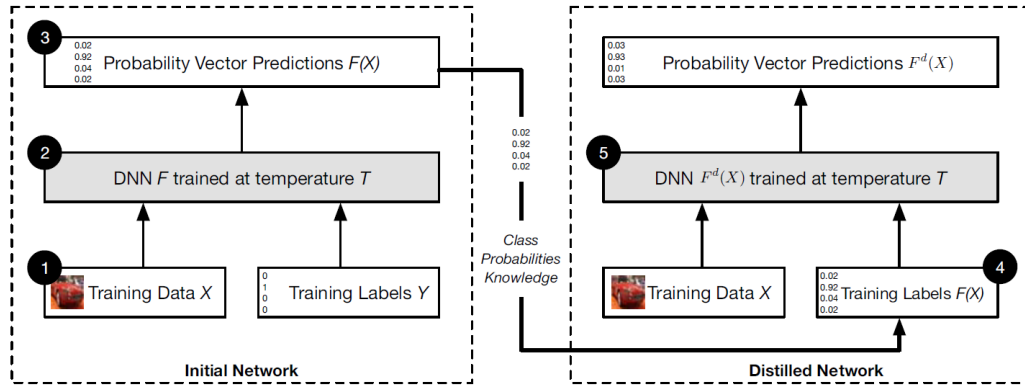 3
0.02
0.92
0.04
0.02
Probability Vector Predictions F(X)
2
DNN F trained at temperature T
1
Training Data X
0
1
0
0
0
Training Labels Y
Initial Network
0.02
0.92
0.04
0.02
Class
Probabilities
Knowledge
0.03
0.93
0.01
0.03
Probability Vector Predictions F^d(X)
5
DNN F^d(X) trained at temperature T
Training Data X
4
0.02
0.92
0.04
0.02
Training Labels F(X)
Distilled Network